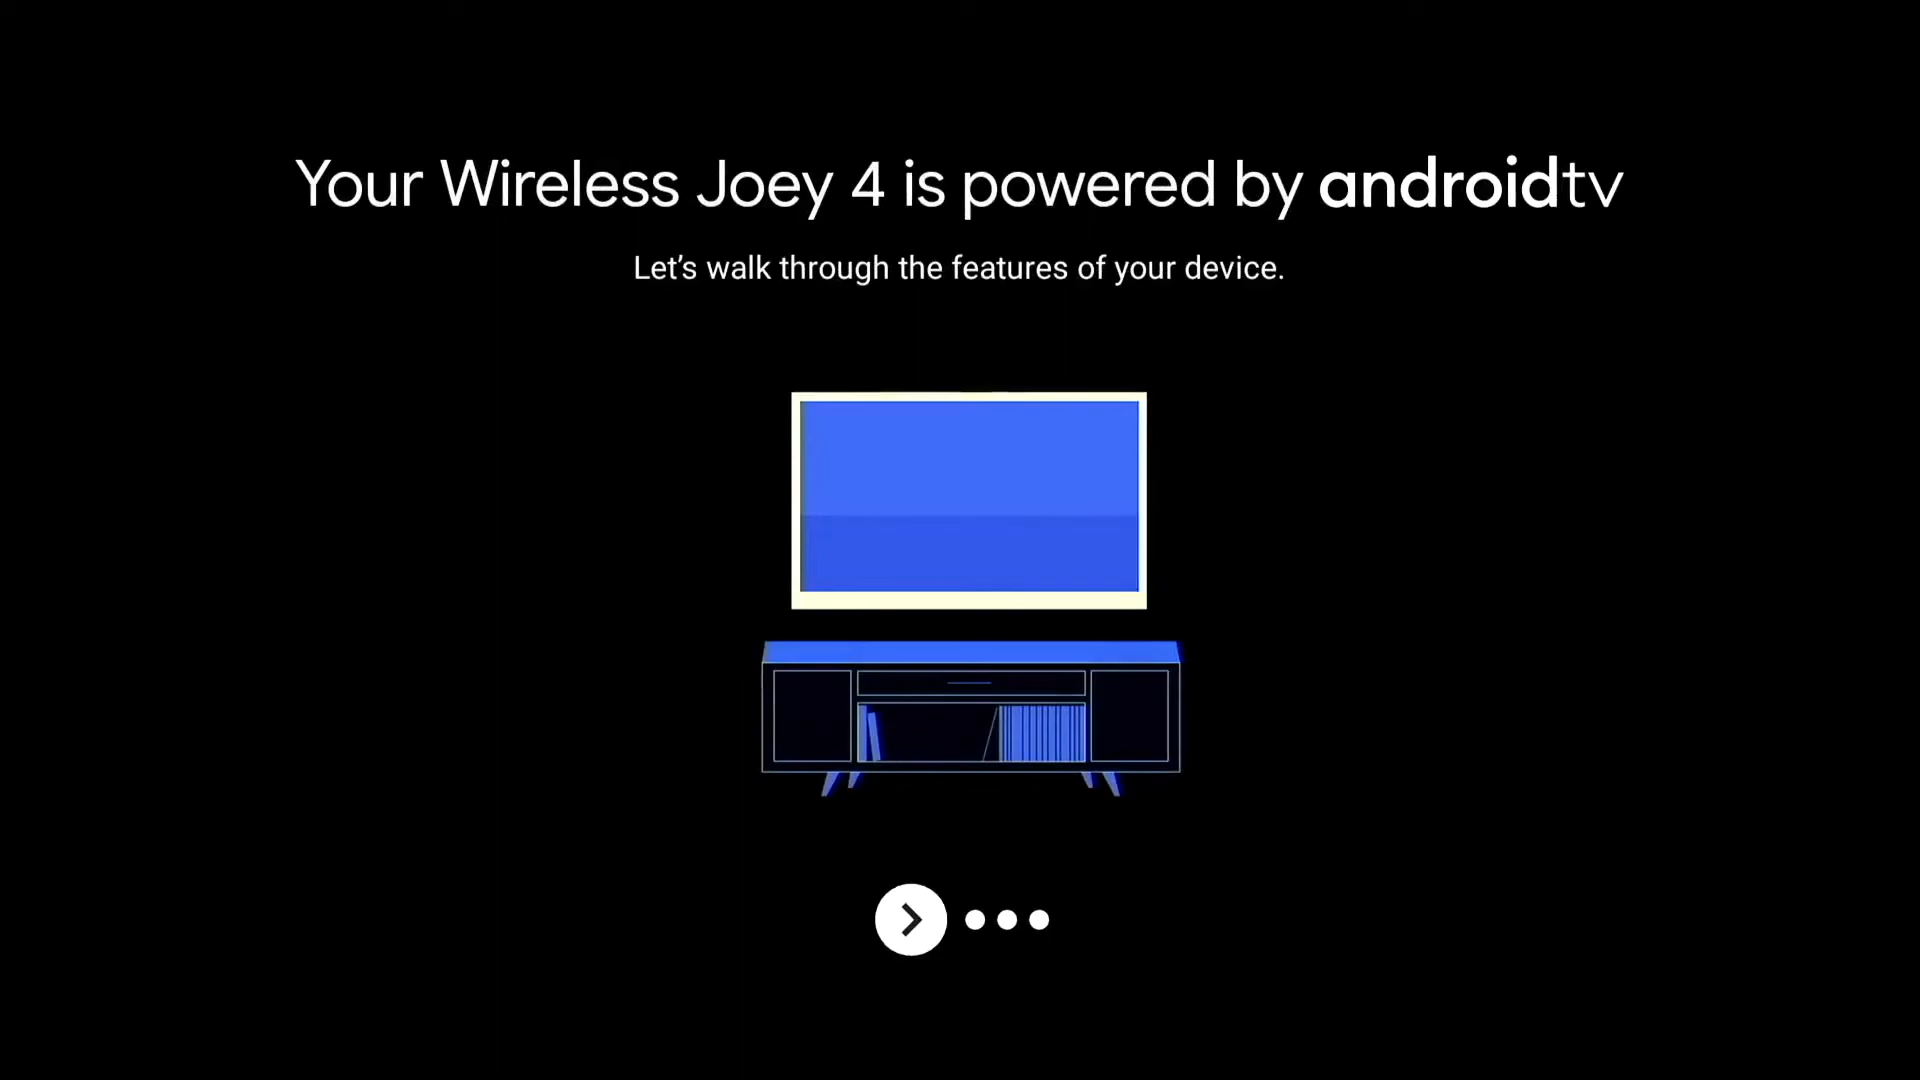 Your Wireless Joey 4 is powered by androidtv
Let’s walk through the features of your device.